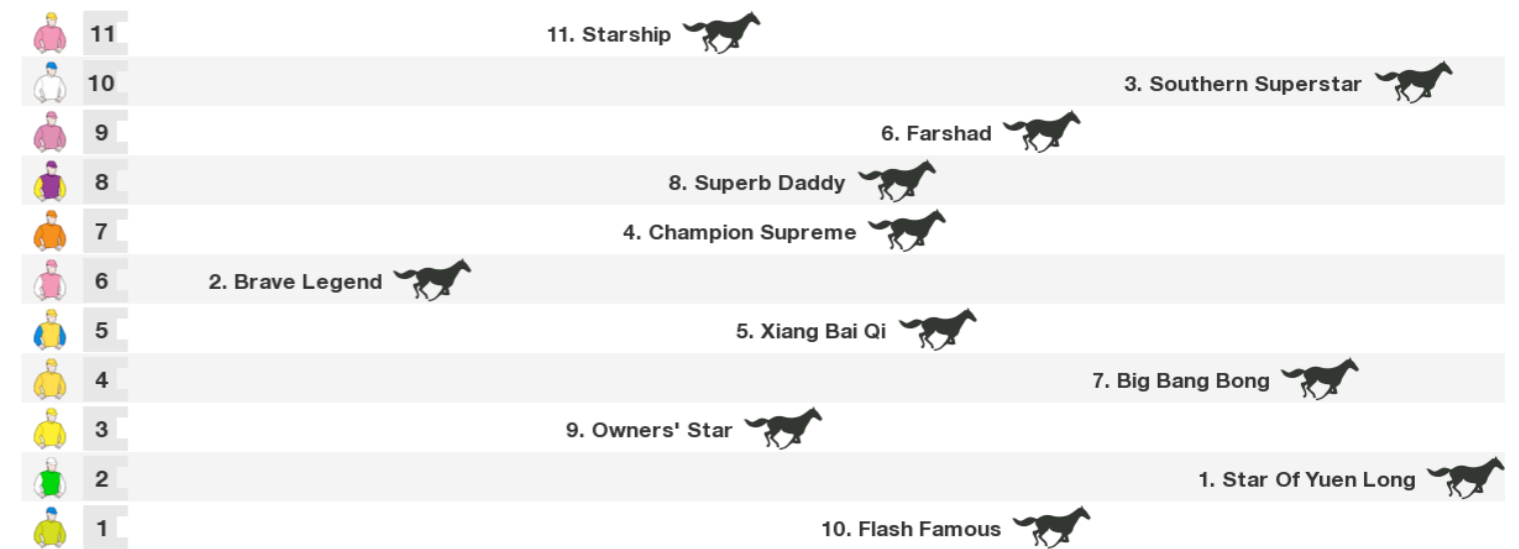 11 11. Starship
10 3. Southern Superstar
9 6. Farshad
8 8. Superb Daddy
7 4. Champion Supreme
6 2. Brave Legend
5 5. Xiang Bai Qi
4 7. Big Bang Bong
3 9. Owners' Star
2 1. Star Of Yuen Long
1 10. Flash Famous